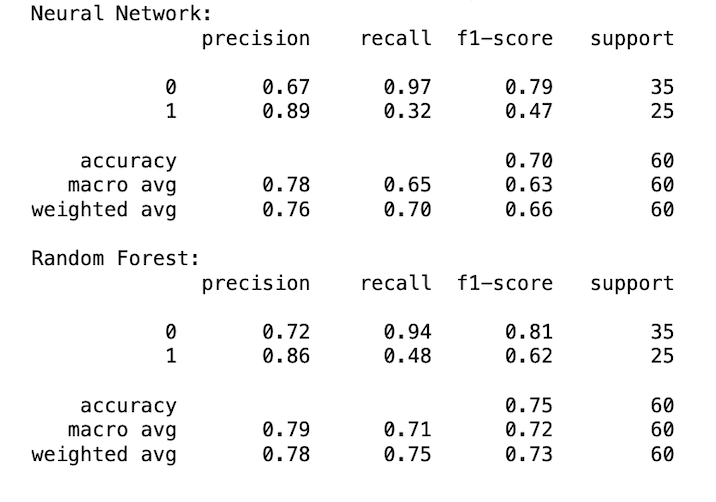 Neural Network:
precision recall f1-score support
0 0.67 0.97 0.79 35
1 0.89 0.32 0.47 25
accuracy 0.70 60
macro avg 0.78 0.65 0.63 60
weighted avg 0.76 0.70 0.66 60
Random Forest:
precision recall f1-score support
0 0.72 0.94 0.81 35
1 0.86 0.48 0.62 25
accuracy 0.75 60
macro avg 0.79 0.71 0.72 60
weighted avg 0.78 0.75 0.73 60